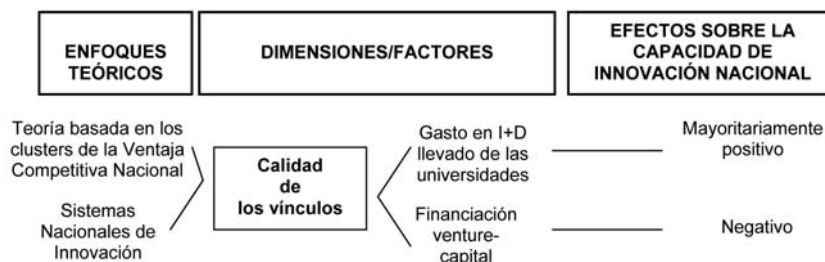 ENFOQUES
TEÓRICOS
DIMENSIONES/FACTORES
EFECTOS SOBRE LA
CAPACIDAD DE
INNOVACIÓN NACIONAL
Teoría basada en los
clusters de la Ventaja
Competitiva Nacional
Sistemas
Nacionales de
Innovación
Calidad
de
los vínculos
Gasto en I+D
llevado de las
universidades
Financiación
venture-
capital
Mayoritariamente
positivo
Negativo